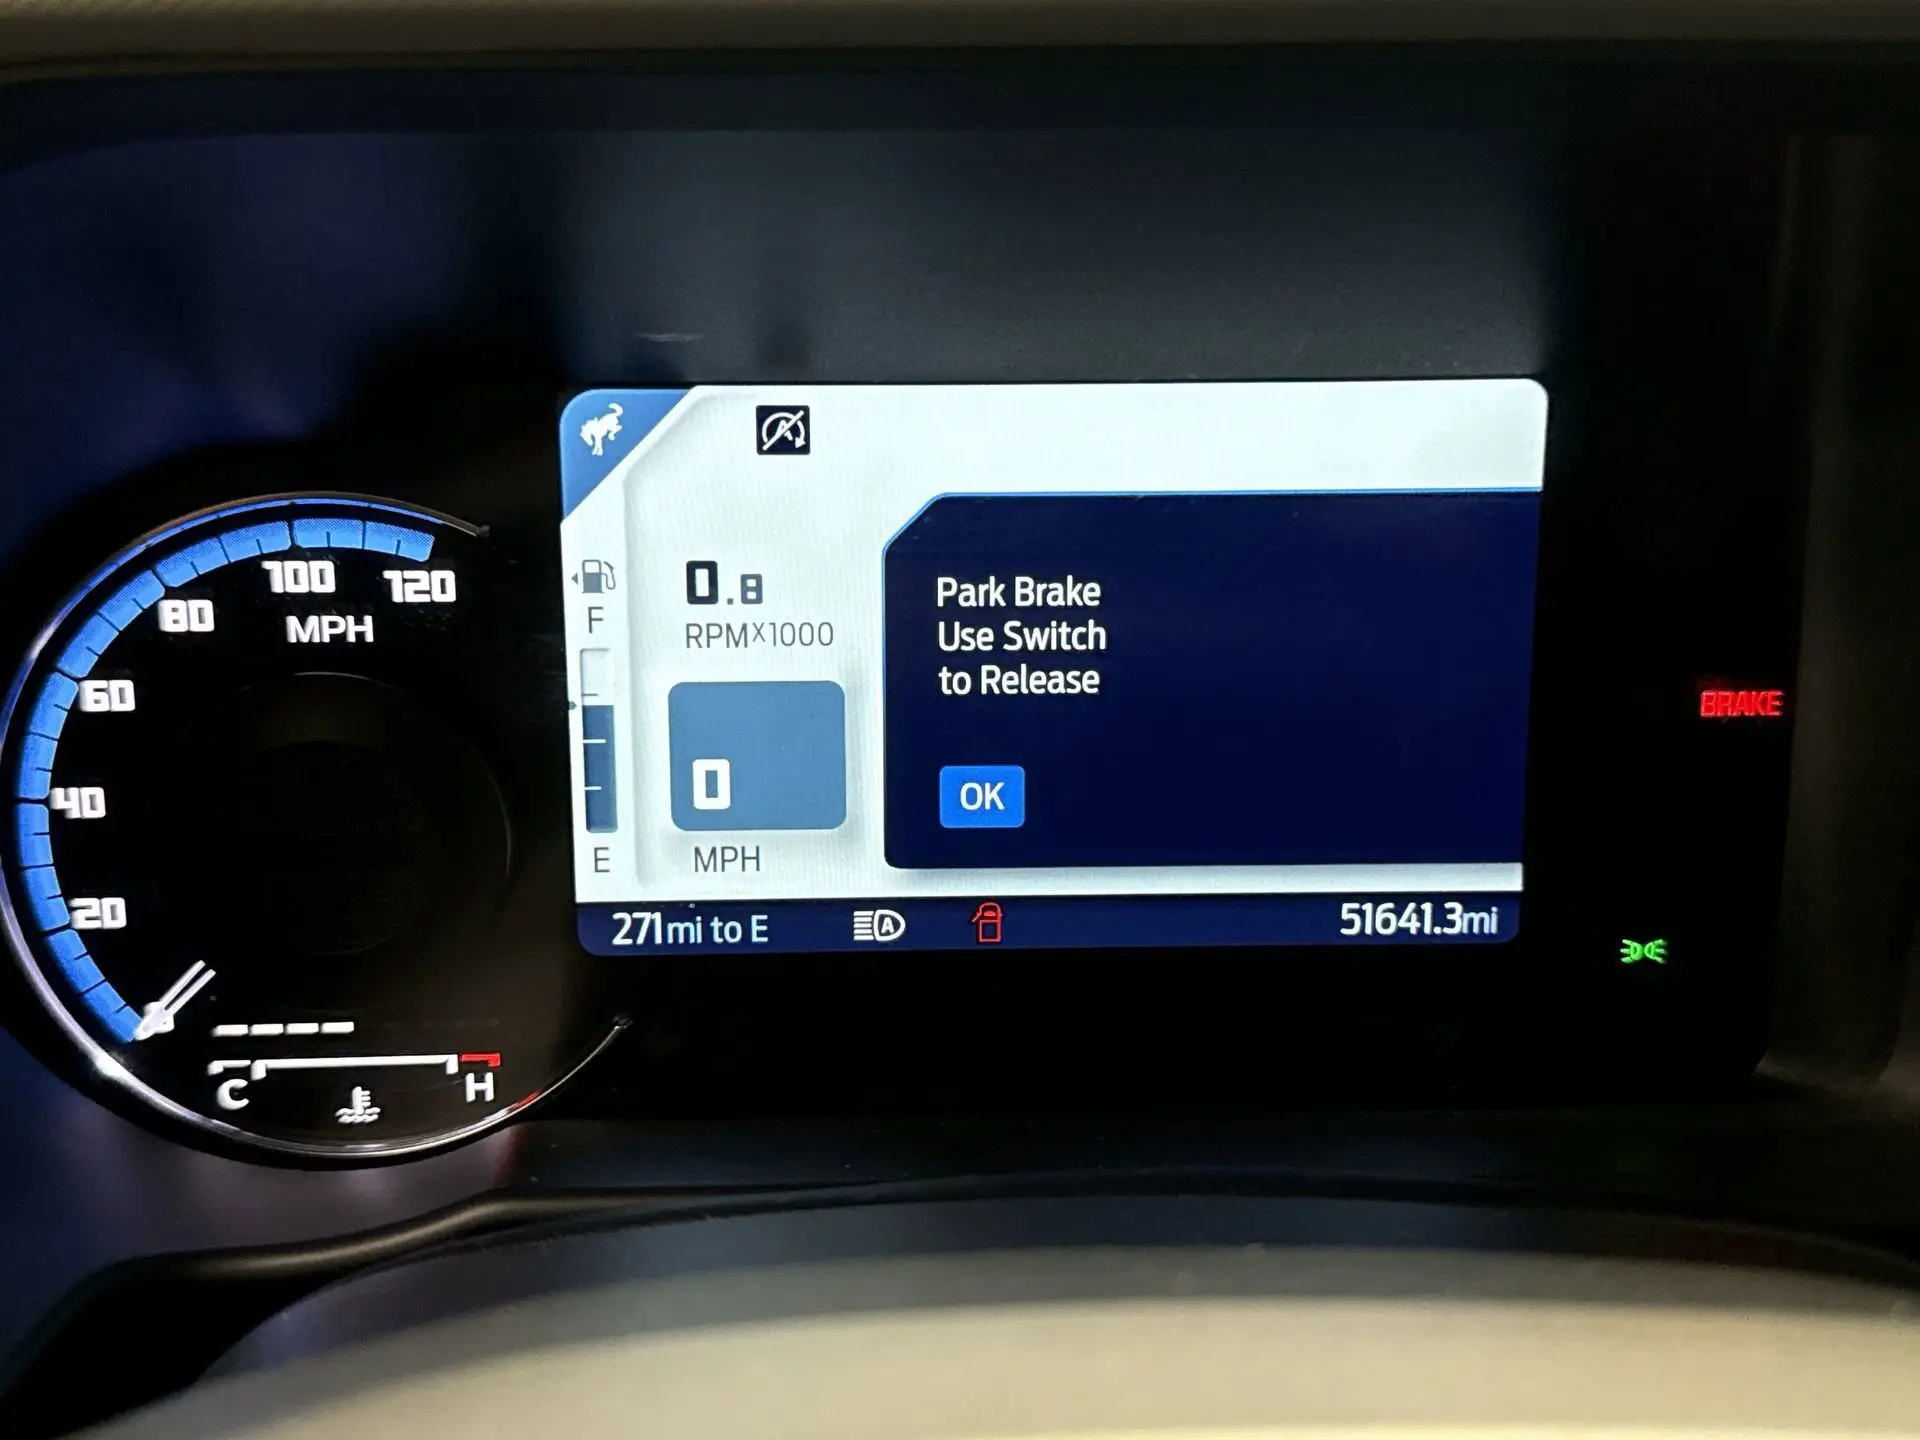 120
100
80
MPH
60
40
20
0.8
RPMx1000
F
E
0
MPH
Park Brake
Use Switch
to Release
OK
BRAKE
271mi to E
A
51641.3mi
C
H